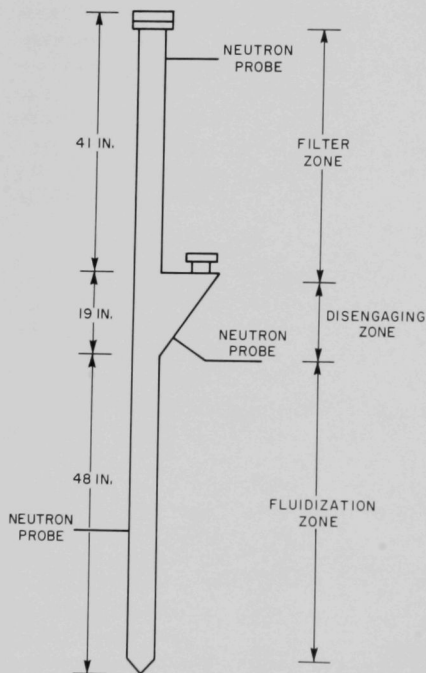 NEUTRON
PROBE
41 IN.
FILTER
ZONE
19 IN.
DISENGAGING
ZONE
NEUTRON
PROBE
48 IN.
FLUIDIZATION
ZONE
NEUTRON
PROBE